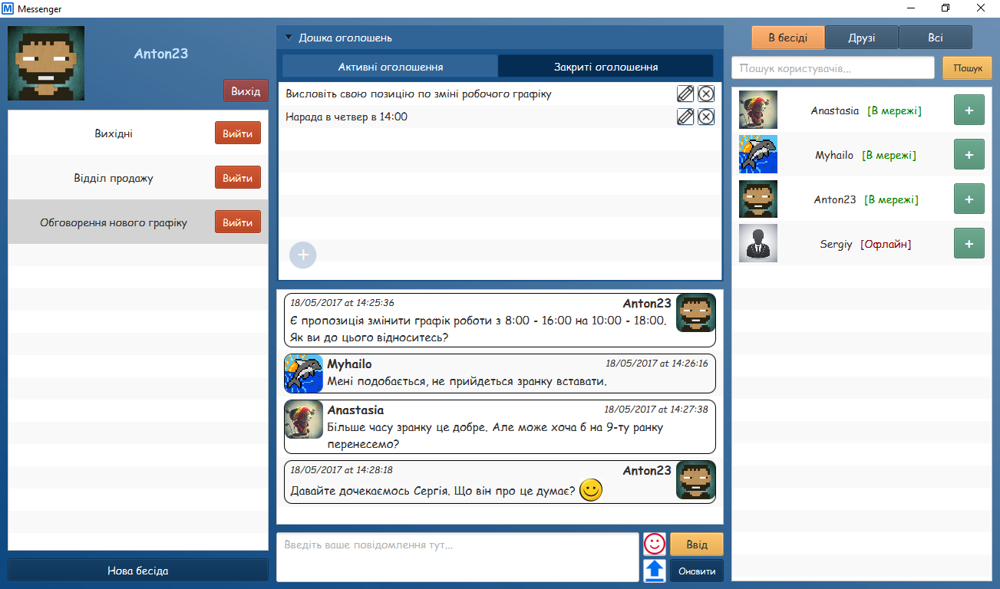 M Messenger
Anton23
Вихід
Вихідні Вийти
Відділ продажу Вийти
Обговорення нового графіку Вийти
Нова бесіда
Дошка оголошень
Активні оголошення Закриті оголошення
Висловіть свою позицію по зміні робочого графіку
Нарада в четвер в 14:00
+
18/05/2017 at 14:25:36 Anton23
Є пропозиція змінити графік роботи з 8:00 - 16:00 на 10:00 - 18:00.
Як ви до цього відноситесь?
Myhailo 18/05/2017 at 14:26:16
Мені подобається, не прийдеться зранку вставати.
Anastasia 18/05/2017 at 14:27:38
Більше часу зранку це добре. Але може хоча б на 9-ту ранку
перенесемо?
18/05/2017 at 14:28:18 Anton23
Давайте дочекаємось Сергія. Що він про це думає?
Введіть ваше повідомлення тут...
Ввід
Оновити
В бесіді Друзі Всі
Пошук користувачів... Пошук
Anastasia [В мережі] +
Myhailo [В мережі] +
Anton23 [В мережі] +
Sergiy [Офлайн] +